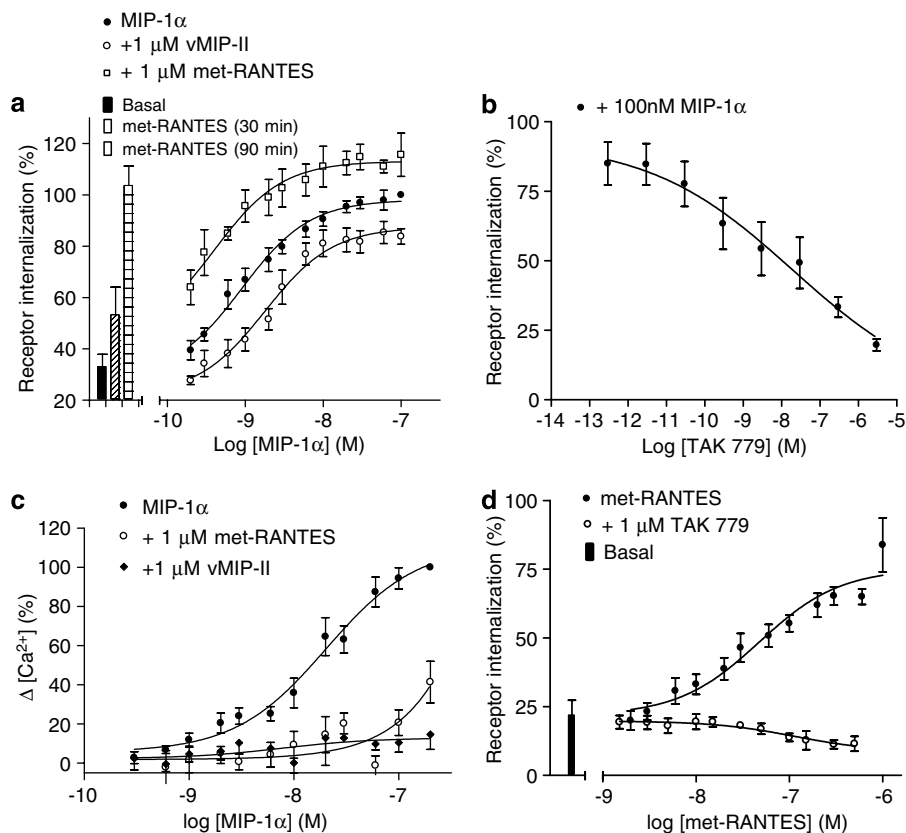 ● MIP-1α
○ +1 μM vMIP-II
□ + 1 μM met-RANTES
a
Basal
met-RANTES (30 min)
met-RANTES (90 min)
Receptor internalization (%)
120
100
80
60
40
20
-10 -9 -8 -7
Log [MIP-1α] (M)
b
● + 100nM MIP-1α
Receptor internalization (%)
100
75
50
25
0
-14 -13 -12 -11 -10 -9 -8 -7 -6 -5
Log [TAK 779] (M)
c
● MIP-1α
○ + 1 μM met-RANTES
◆ +1 μM vMIP-II
Δ [Ca²⁺] (%)
120
100
80
60
40
20
0
-10 -9 -8 -7
log [MIP-1α] (M)
d
● met-RANTES
○ + 1 μM TAK 779
Basal
Receptor internalization (%)
100
75
50
25
0
-9 -8 -7 -6
log [met-RANTES] (M)